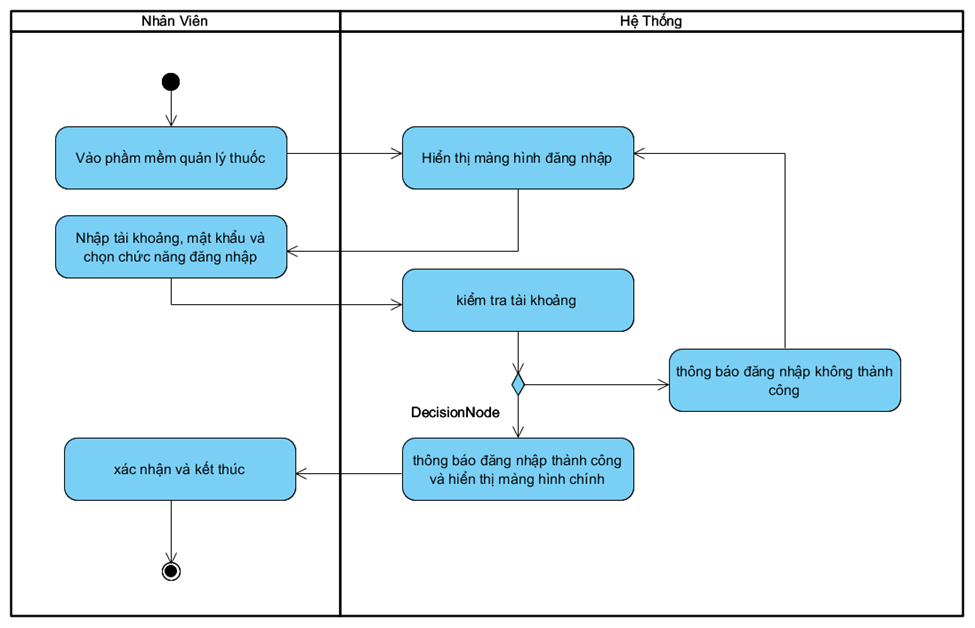 Nhân Viên
Hệ Thống
Vào phầm mềm quản lý thuốc
Hiển thị mảng hình đăng nhập
Nhập tài khoảng, mật khẩu và
chọn chức năng đăng nhập
kiểm tra tài khoảng
thông báo đăng nhập không thành
công
DecisionNode
thông báo đăng nhập thành công
và hiển thị màng hình chính
xác nhận và kết thúc